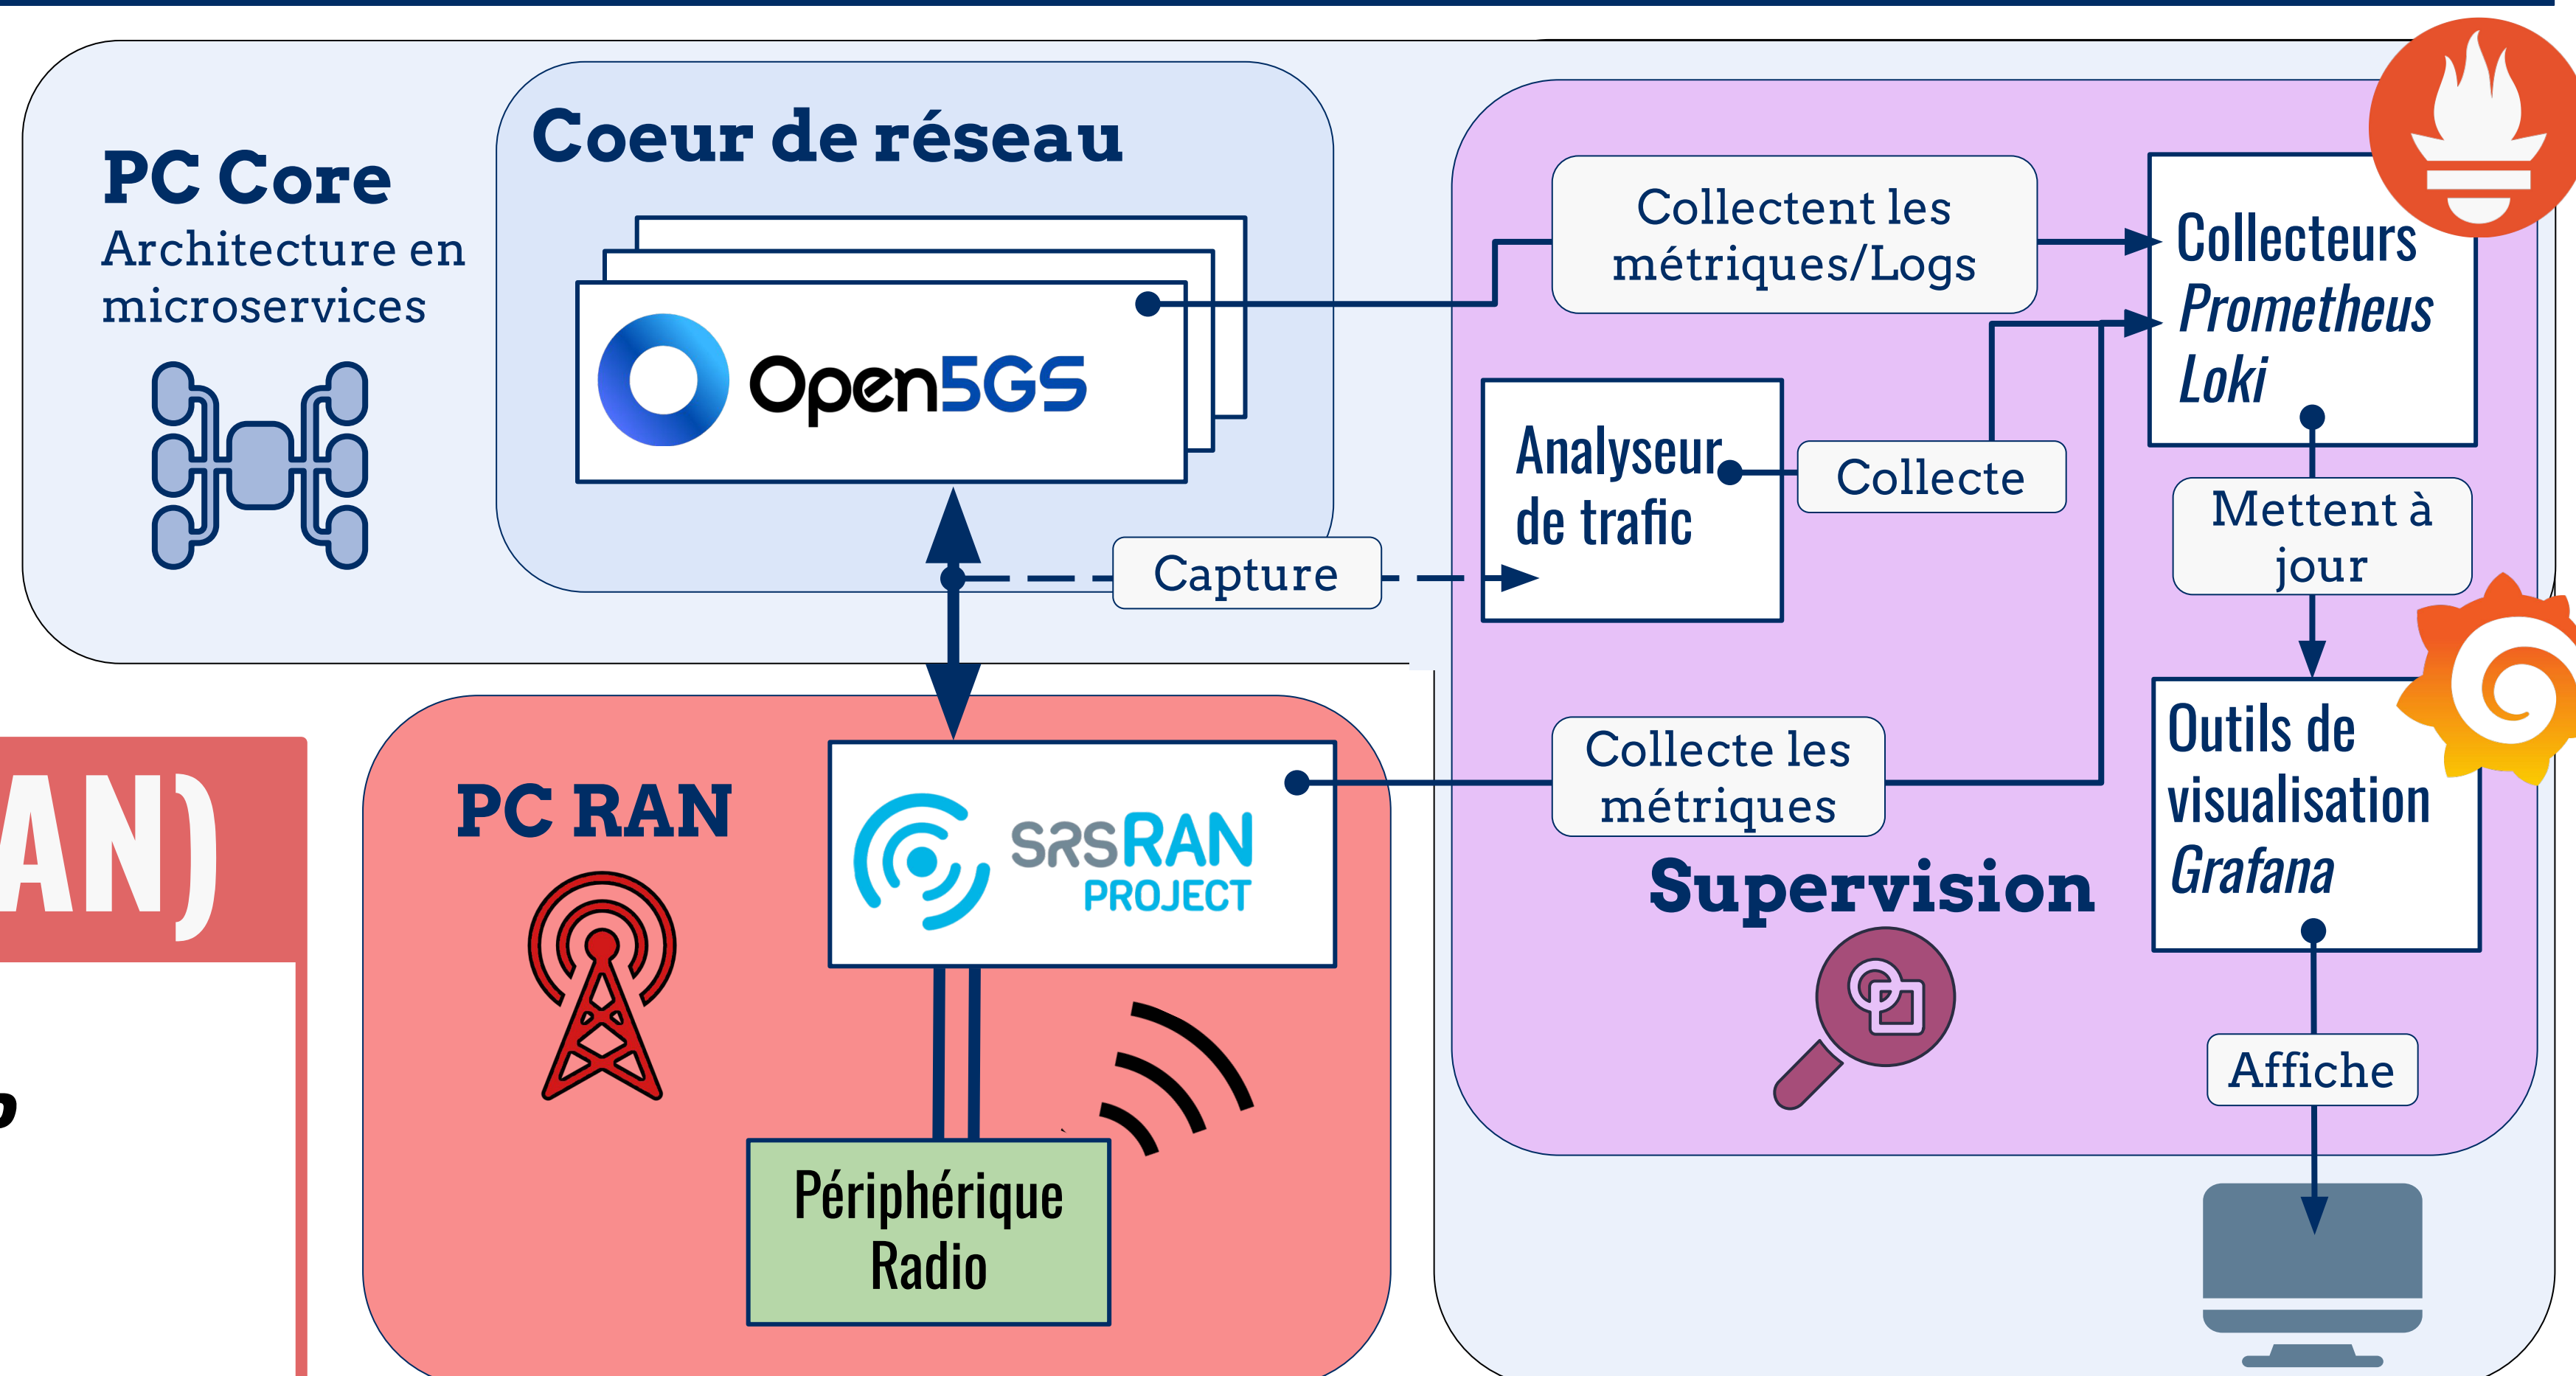 Coeur de réseau
PC Core
Architecture en
microservices
Open5GS
Collectent les
métriques/Logs
Collecteurs
Prometheus
Loki
Analyseur
de trafic
Collecte
Mettent à
jour
Capture
PC RAN
srsRAN
PROJECT
Collecte les
métriques
Supervision
Outils de
visualisation
Grafana
Affiche
Périphérique
Radio
AN)